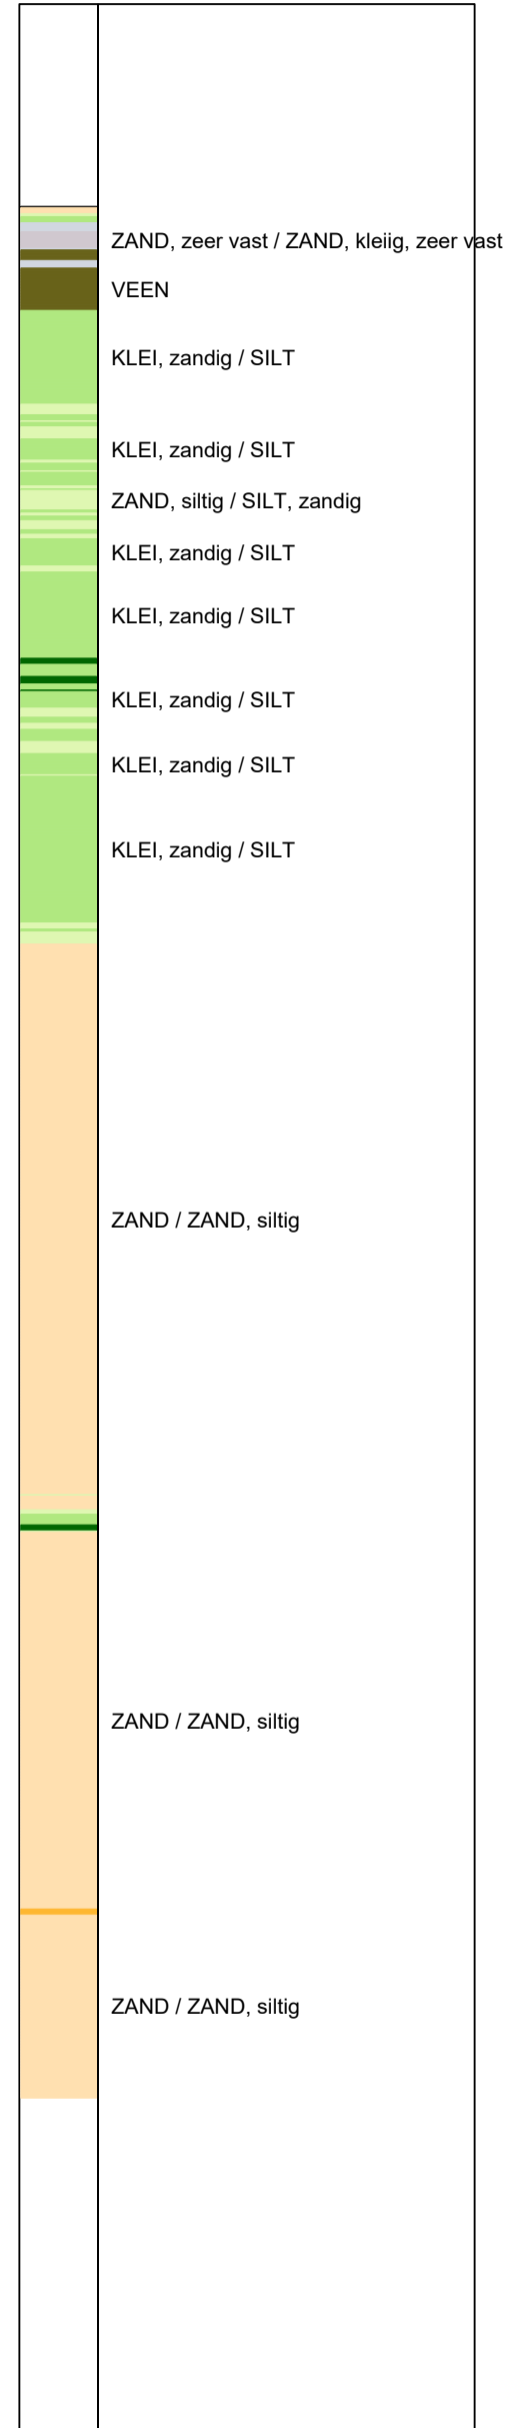 ZAND, zeer vast / ZAND, kleiig, zeer vast
VEEN
KLEI, zandig / SILT
KLEI, zandig / SILT
ZAND, siltig / SILT, zandig
KLEI, zandig / SILT
KLEI, zandig / SILT
KLEI, zandig / SILT
KLEI, zandig / SILT
KLEI, zandig / SILT
ZAND / ZAND, siltig
ZAND / ZAND, siltig
ZAND / ZAND, siltig